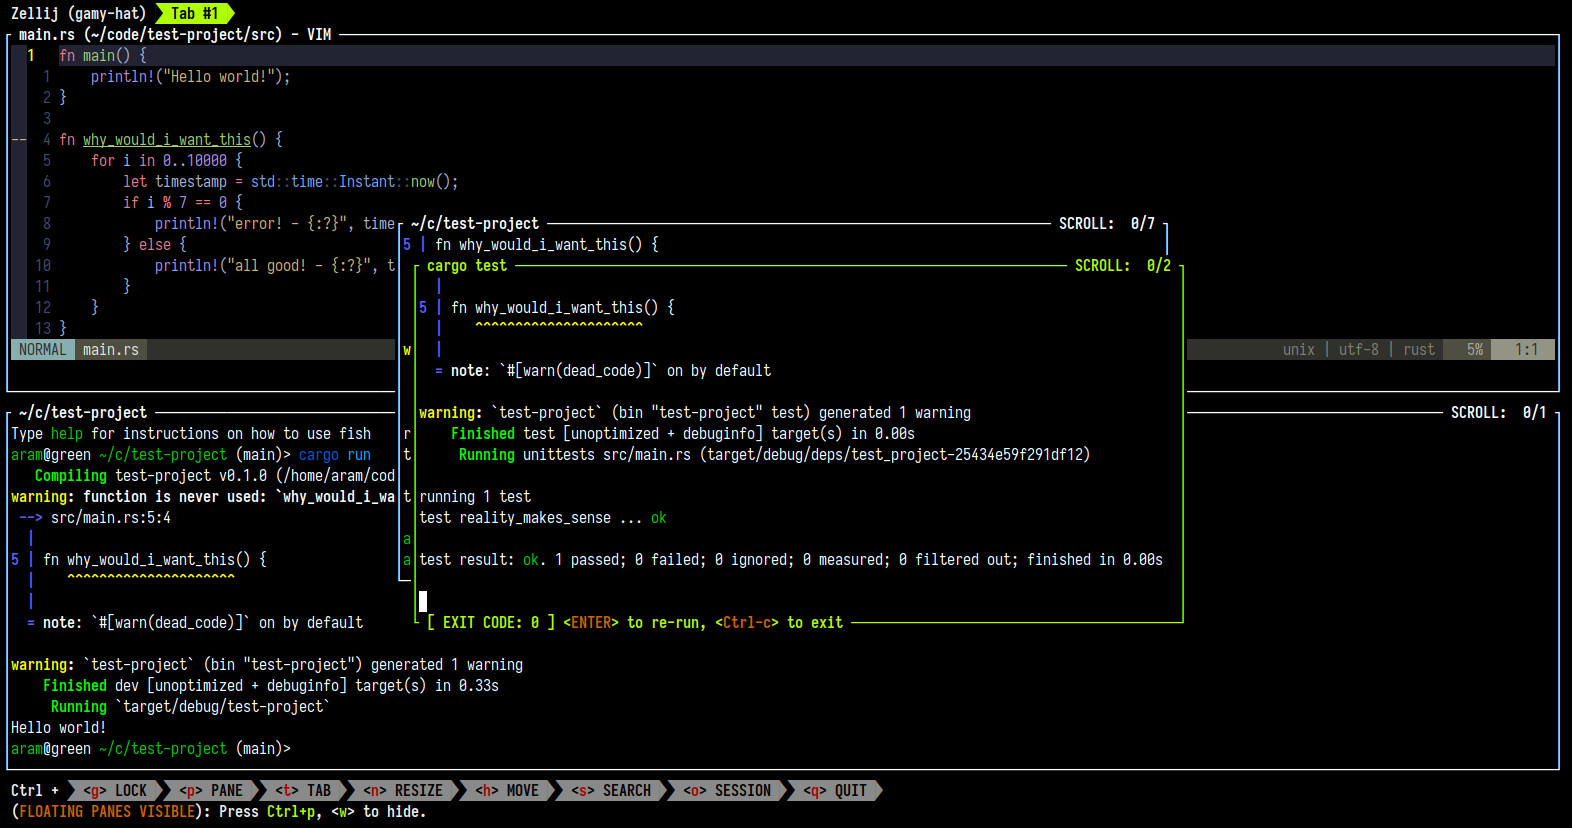 Zellij (gamy-hat) Tab #1
main.rs (~/code/test-project/src) - VIM
1 fn main() {
1 println!("Hello world!");
2 }
3
-- 4 fn why_would_i_want_this() {
5 for i in 0..10000 {
6 let timestamp = std::time::Instant::now();
7 if i % 7 == 0 {
8 println!("error! - {:?}", time
9 } else {
10 println!("all good! - {:?}", t
11 }
12 }
13 }
NORMAL main.rs
unix | utf-8 | rust 5% 1:1
~/c/test-project SCROLL: 0/7
5 | fn why_would_i_want_this() {
w
r
t
t
a
a
cargo test SCROLL: 0/2
|
5 | fn why_would_i_want_this() {
| ^^^^^^^^^^^^^^^^^^^^^
|
= note: `#[warn(dead_code)]` on by default
warning: `test-project` (bin "test-project" test) generated 1 warning
Finished test [unoptimized + debuginfo] target(s) in 0.00s
Running unittests src/main.rs (target/debug/deps/test_project-25434e59f291df12)
running 1 test
test reality_makes_sense ... ok
test result: ok. 1 passed; 0 failed; 0 ignored; 0 measured; 0 filtered out; finished in 0.00s
[ EXIT CODE: 0 ] <ENTER> to re-run, <Ctrl-c> to exit
~/c/test-project SCROLL: 0/1
Type help for instructions on how to use fish
aram@green ~/c/test-project (main)> cargo run
Compiling test-project v0.1.0 (/home/aram/cod
warning: function is never used: `why_would_i_wa
--> src/main.rs:5:4
|
5 | fn why_would_i_want_this() {
| ^^^^^^^^^^^^^^^^^^^^^
|
= note: `#[warn(dead_code)]` on by default
warning: `test-project` (bin "test-project") generated 1 warning
Finished dev [unoptimized + debuginfo] target(s) in 0.33s
Running `target/debug/test-project`
Hello world!
aram@green ~/c/test-project (main)>
Ctrl + <g> LOCK <p> PANE <t> TAB <n> RESIZE <h> MOVE <s> SEARCH <o> SESSION <q> QUIT
(FLOATING PANES VISIBLE): Press Ctrl+p, <w> to hide.